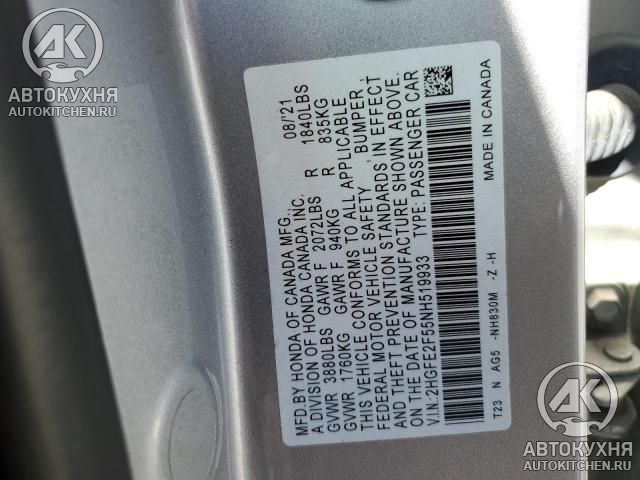 MFD.BY HONDA OF CANADA MFG. 08/'21
A DIVISION OF HONDA CANADA INC.
GVWR 3880LBS GAWR F 2072LBS R 1840LBS
GVWR 1760KG GAWR F 940KG R 835KG
THIS VEHICLE CONFORMS TO ALL APPLICABLE
FEDERAL MOTOR VEHICLE SAFETY , BUMPER ,
AND THEFT PREVENTION STANDARDS IN EFFECT
ON THE DATE OF MANUFACTURE SHOWN ABOVE.
V.I.N.:2HGFE2F55NH519933 TYPE: PASSENGER CAR
T23 N AG5 -NH830M -Z -H MADE IN CANADA
AK
АВТОКУХНЯ
AUTOKITCHEN.RU
AK
АВТОКУХНЯ
AUTOKITCHEN.RU